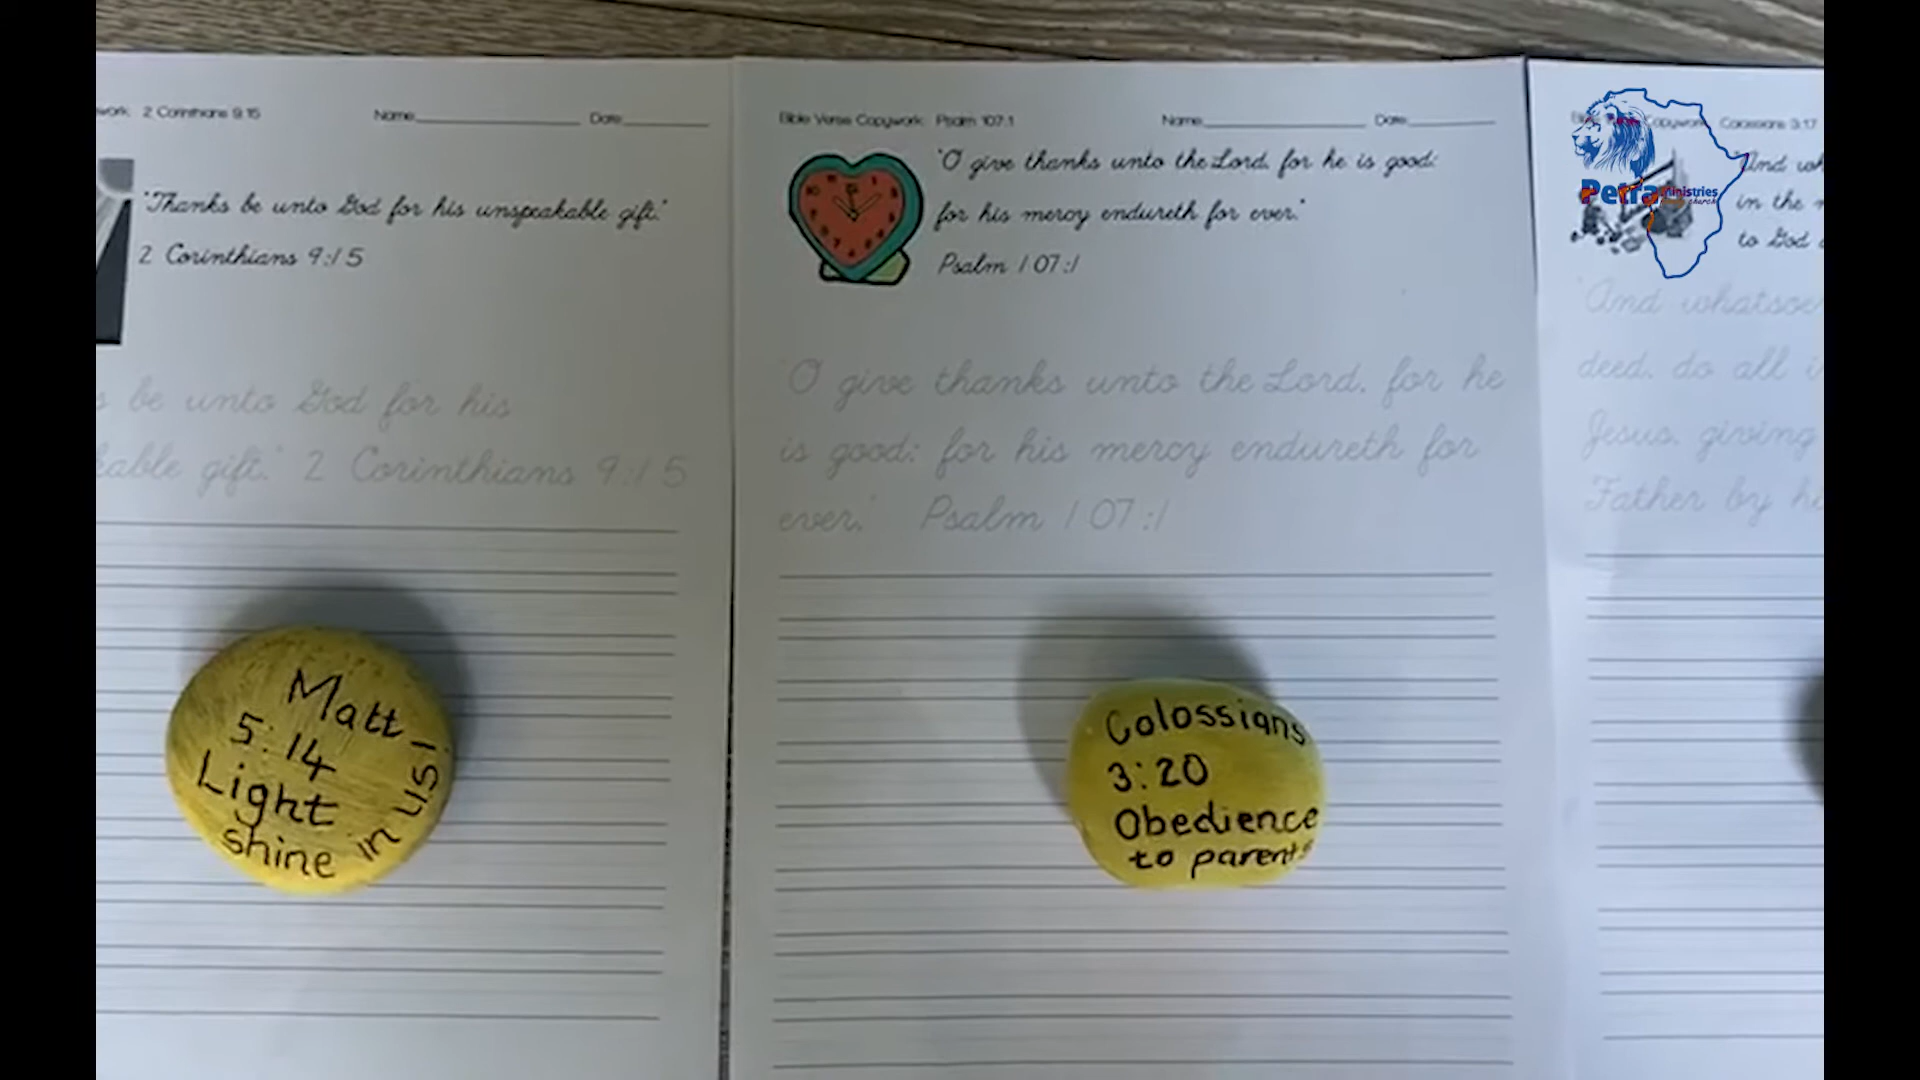 work: 2 Corinthians 9:15 Name Date
"Thanks be unto God for his unspeakable gift."
2 Corinthians 9:15
be unto God for his
gift." 2 Corinthians 9:15
Matt
5:14
Light
shine in us!
Bible Verse Copywork: Psalm 107:1 Name Date
"O give thanks unto the Lord, for he is good:
for his mercy endureth for ever."
Psalm 107:1
"O give thanks unto the Lord, for he
is good: for his mercy endureth for
ever." Psalm 107:1
Colossians
3:20
Obedience
to parents
Copywork: Colossians 3:17
"And
in the
to God
"And
deed, do all
Jesus, giving
Father by
Petra Ministries
church